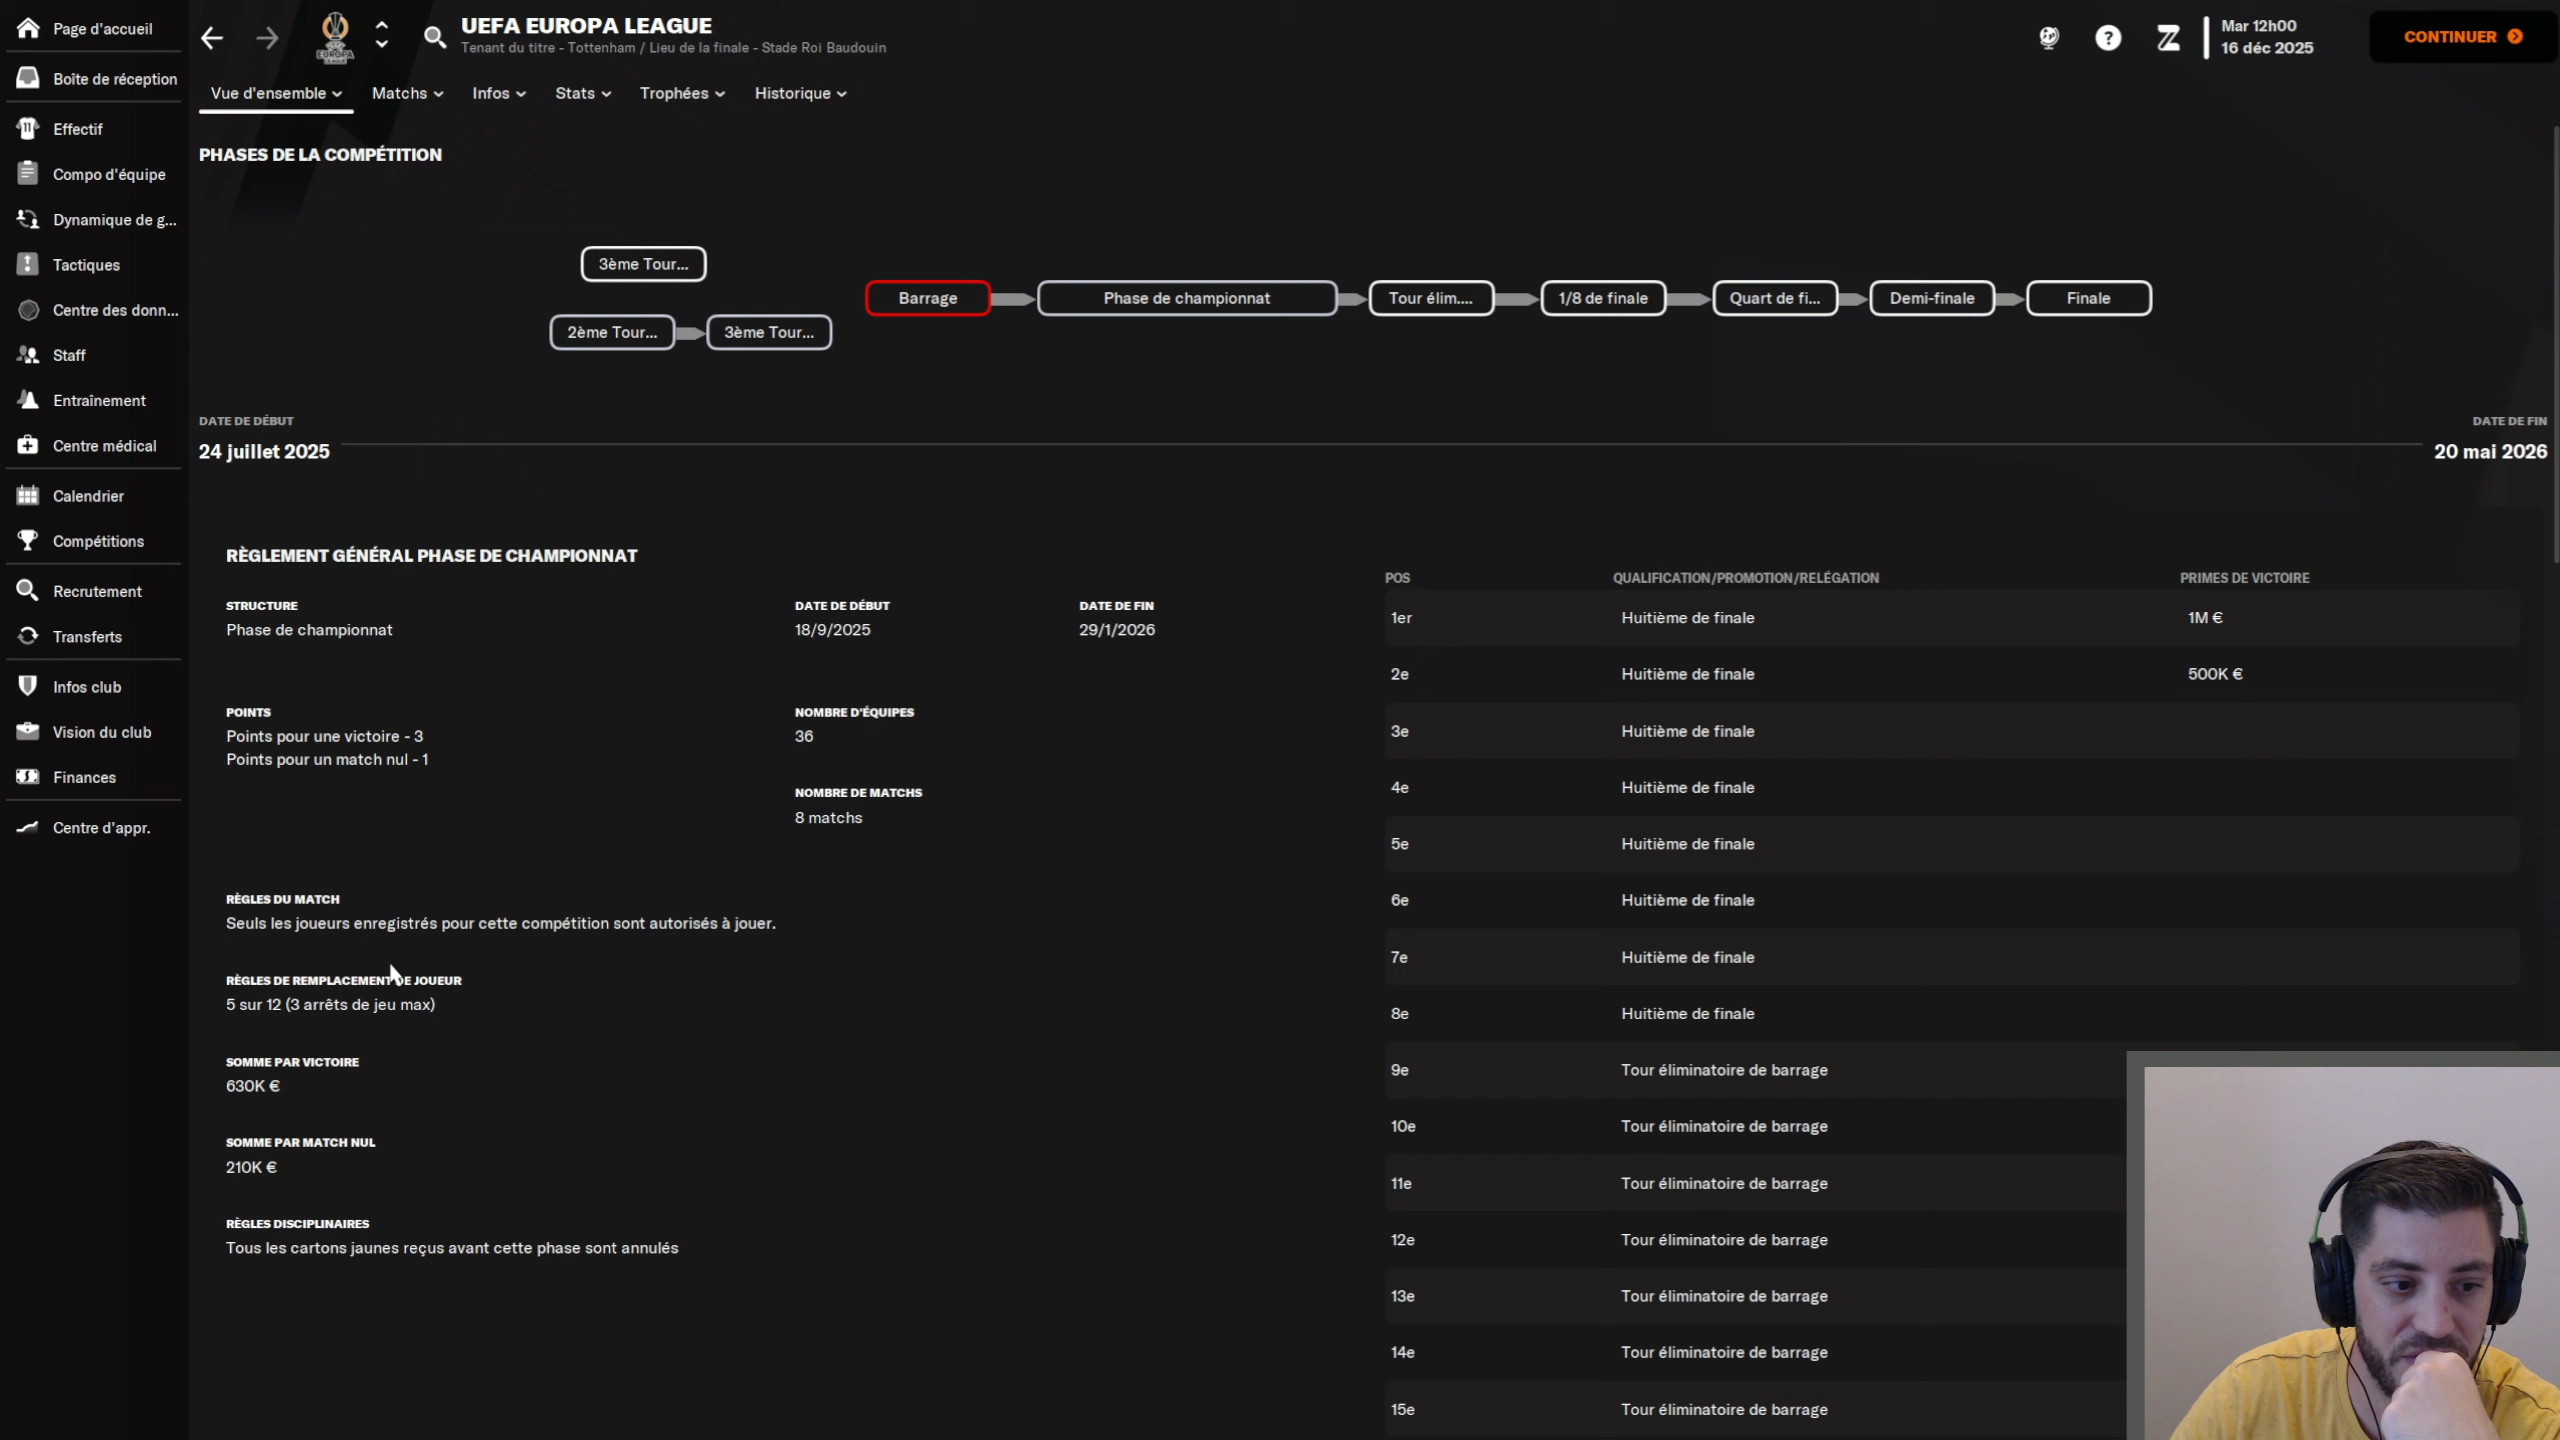 Page d'accueil
Boîte de réception
Effectif
Compo d'équipe
Dynamique de g...
Tactiques
Centre des donn...
Staff
Entraînement
Centre médical
Calendrier
Compétitions
Recrutement
Transferts
Infos club
Vision du club
Finances
Centre d'appr.
EUROPA
LEAGUE
UEFA EUROPA LEAGUE
Tenant du titre - Tottenham / Lieu de la finale - Stade Roi Baudouin
Mar 12h00
16 déc 2025
CONTINUER
Vue d'ensemble Matchs Infos Stats Trophées Historique
PHASES DE LA COMPÉTITION
3ème Tour...
2ème Tour... 3ème Tour...
Barrage Phase de championnat Tour élim.... 1/8 de finale Quart de fi... Demi-finale Finale
DATE DE DÉBUT
24 juillet 2025
DATE DE FIN
20 mai 2026
RÈGLEMENT GÉNÉRAL PHASE DE CHAMPIONNAT
STRUCTURE
Phase de championnat
DATE DE DÉBUT
18/9/2025
DATE DE FIN
29/1/2026
POINTS
Points pour une victoire - 3
Points pour un match nul - 1
NOMBRE D'ÉQUIPES
36
NOMBRE DE MATCHS
8 matchs
RÈGLES DU MATCH
Seuls les joueurs enregistrés pour cette compétition sont autorisés à jouer.
RÈGLES DE REMPLACEMENT DE JOUEUR
5 sur 12 (3 arrêts de jeu max)
SOMME PAR VICTOIRE
630K €
SOMME PAR MATCH NUL
210K €
RÈGLES DISCIPLINAIRES
Tous les cartons jaunes reçus avant cette phase sont annulés
POS QUALIFICATION/PROMOTION/RELÉGATION PRIMES DE VICTOIRE
1er Huitième de finale 1M €
2e Huitième de finale 500K €
3e Huitième de finale
4e Huitième de finale
5e Huitième de finale
6e Huitième de finale
7e Huitième de finale
8e Huitième de finale
9e Tour éliminatoire de barrage
10e Tour éliminatoire de barrage
11e Tour éliminatoire de barrage
12e Tour éliminatoire de barrage
13e Tour éliminatoire de barrage
14e Tour éliminatoire de barrage
15e Tour éliminatoire de barrage